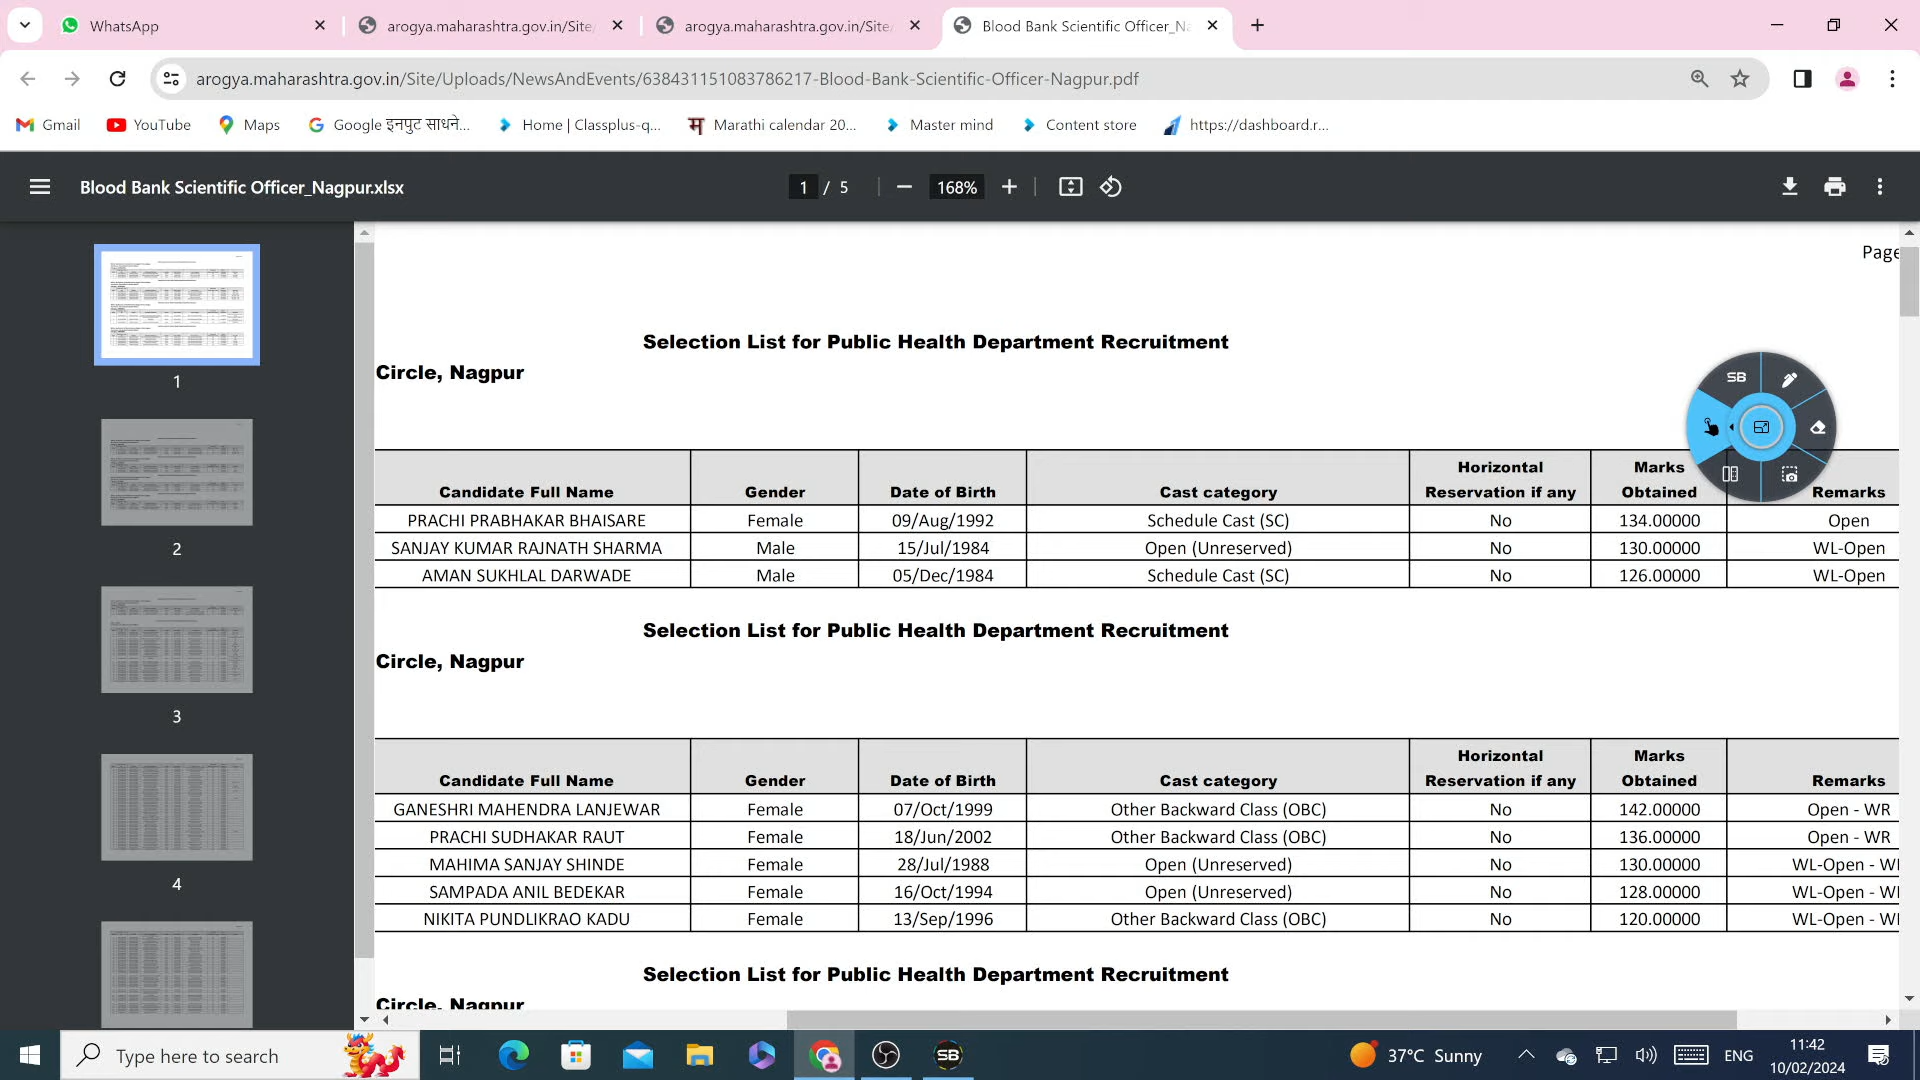 WhatsApp
arogya.maharashtra.gov.in/Site/
arogya.maharashtra.gov.in/Site/
Blood Bank Scientific Officer_N
arogya.maharashtra.gov.in/Site/Uploads/NewsAndEvents/638431151083786217-Blood-Bank-Scientific-Officer-Nagpur.pdf
Gmail
YouTube
Maps
Google इनपुट साधने...
Home | Classplus-q...
Marathi calendar 20...
Master mind
Content store
https://dashboard.r...
Blood Bank Scientific Officer_Nagpur.xlsx
1 / 5
168%
1
2
3
4
Page
Selection List for Public Health Department Recruitment
Circle, Nagpur
SB
Candidate Full Name Gender Date of Birth Cast category Horizontal Reservation if any Marks Obtained Remarks
PRACHI PRABHAKAR BHAISARE Female 09/Aug/1992 Schedule Cast (SC) No 134.00000 Open
SANJAY KUMAR RAJNATH SHARMA Male 15/Jul/1984 Open (Unreserved) No 130.00000 WL-Open
AMAN SUKHLAL DARWADE Male 05/Dec/1984 Schedule Cast (SC) No 126.00000 WL-Open
Selection List for Public Health Department Recruitment
Circle, Nagpur
Candidate Full Name Gender Date of Birth Cast category Horizontal Reservation if any Marks Obtained Remarks
GANESHRI MAHENDRA LANJEWAR Female 07/Oct/1999 Other Backward Class (OBC) No 142.00000 Open - WR
PRACHI SUDHAKAR RAUT Female 18/Jun/2002 Other Backward Class (OBC) No 136.00000 Open - WR
MAHIMA SANJAY SHINDE Female 28/Jul/1988 Open (Unreserved) No 130.00000 WL-Open - W
SAMPADA ANIL BEDEKAR Female 16/Oct/1994 Open (Unreserved) No 128.00000 WL-Open - W
NIKITA PUNDLIKRAO KADU Female 13/Sep/1996 Other Backward Class (OBC) No 120.00000 WL-Open - W
Selection List for Public Health Department Recruitment
Circle, Nagpur
Type here to search
SB
37°C Sunny
ENG
11:42
10/02/2024